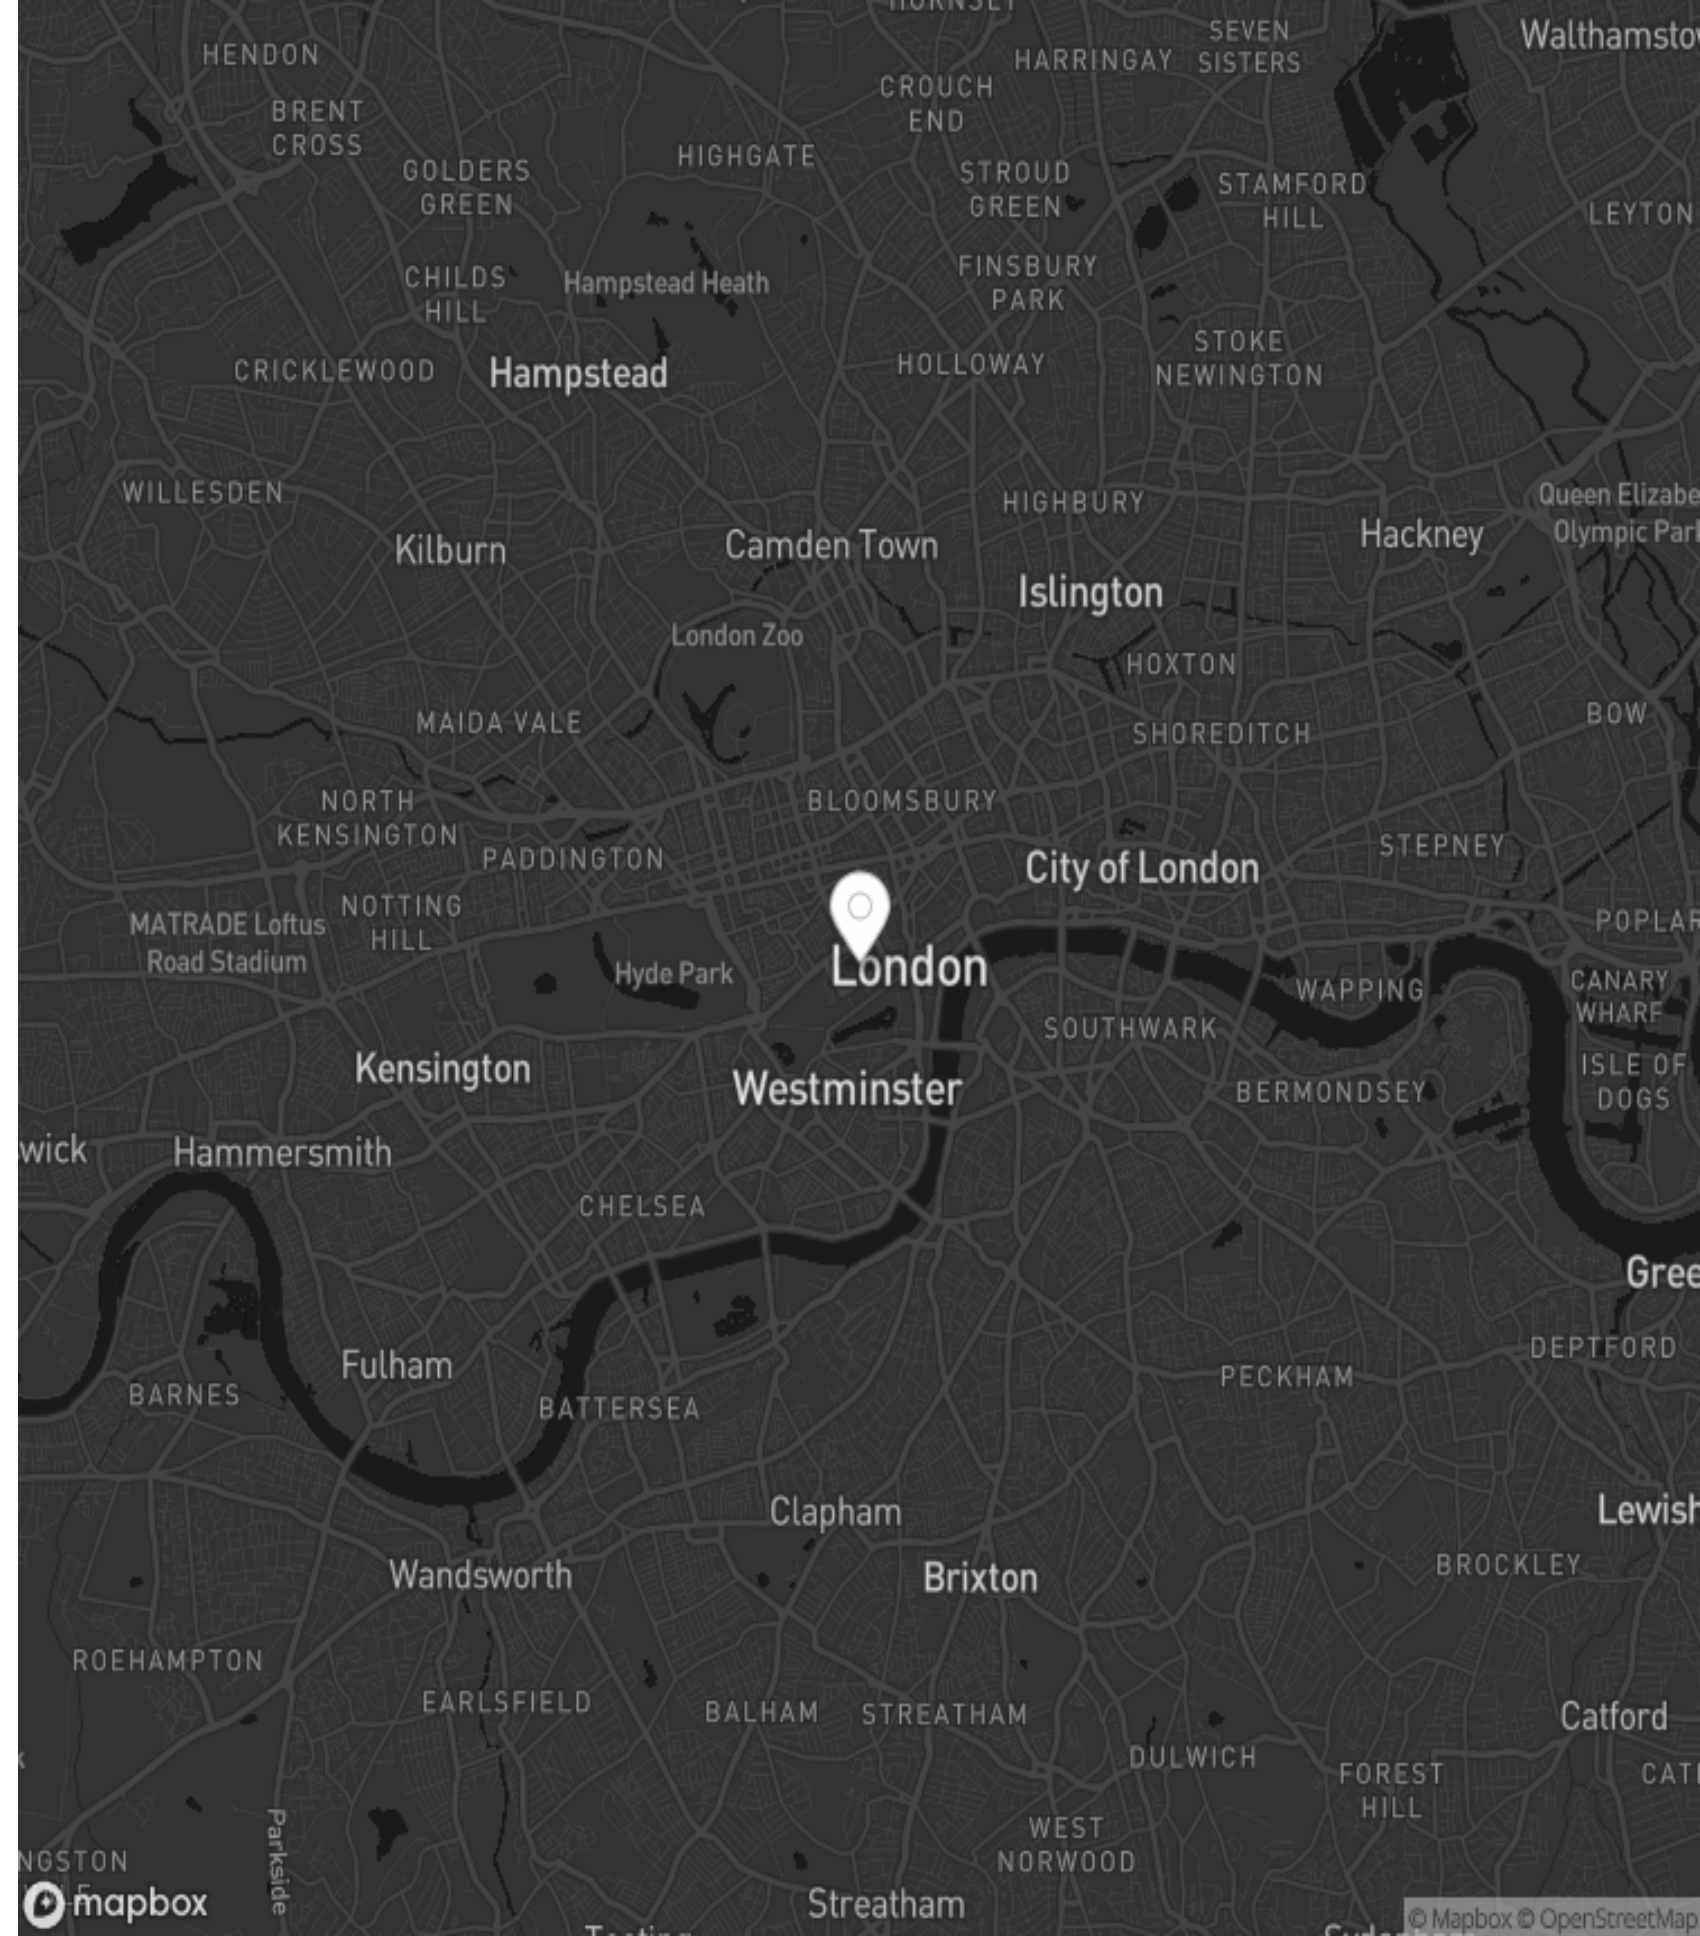 HORNSEY
SEVEN
SISTERS
Walthamstow
HENDON
HARRINGAY
CROUCH
END
BRENT
CROSS
HIGHGATE
GOLDERS
GREEN
STROUD
GREEN
STAMFORD
HILL
LEYTON
FINSBURY
PARK
CHILDS
HILL
Hampstead Heath
STOKE
NEWINGTON
HOLLOWAY
CRICKLEWOOD
Hampstead
WILLESDEN
HIGHBURY
Queen Elizabe
Olympic Park
Kilburn
Camden Town
Hackney
Islington
London Zoo
HOXTON
MAIDA VALE
SHOREDITCH
BOW
NORTH
KENSINGTON
BLOOMSBURY
PADDINGTON
STEPNEY
City of London
NOTTING
HILL
MATRADE Loftus
Road Stadium
POPLAR
Hyde Park
London
WAPPING
CANARY
WHARF
SOUTHWARK
Kensington
Westminster
BERMONDSEY
ISLE OF
DOGS
wick
Hammersmith
CHELSEA
Gree
DEPTFORD
Fulham
PECKHAM
BARNES
BATTERSEA
Clapham
Lewish
Wandsworth
Brixton
BROCKLEY
ROEHAMPTON
EARLSFIELD
BALHAM
STREATHAM
Catford
DULWICH
FOREST
HILL
CATF
Parkside
WEST
NORWOOD
NGSTON
mapbox
Streatham
© Mapbox © OpenStreetMap